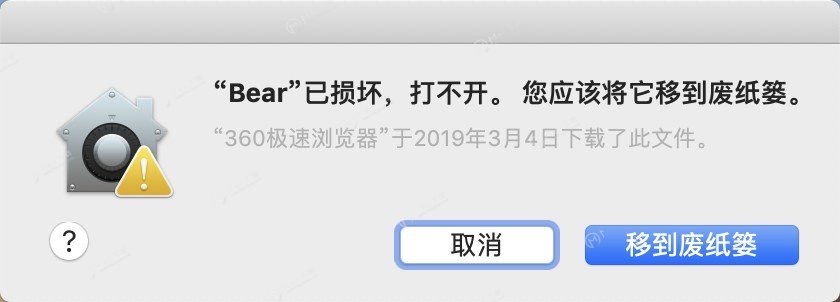 “Bear”已损坏，打不开。 您应该将它移到废纸篓。
“360极速浏览器”于2019年3月4日下载了此文件。
?
取消
移到废纸篓